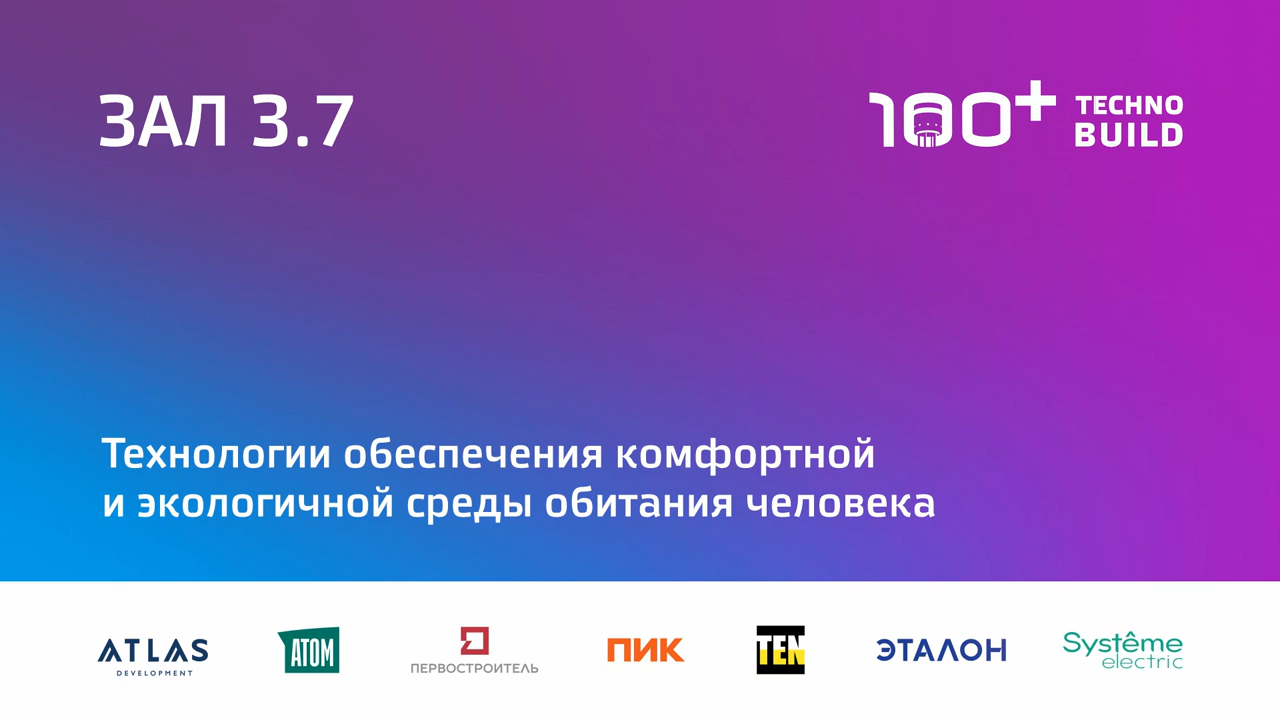 ЗАЛ 3.7
100+ TECHNO
BUILD
Технологии обеспечения комфортной
и экологичной среды обитания человека
ATLAS
DEVELOPMENT
АТОМ
ПЕРВОСТРОИТЕЛЬ
ПИК
TEN
ЭТАЛОН
Système
electric